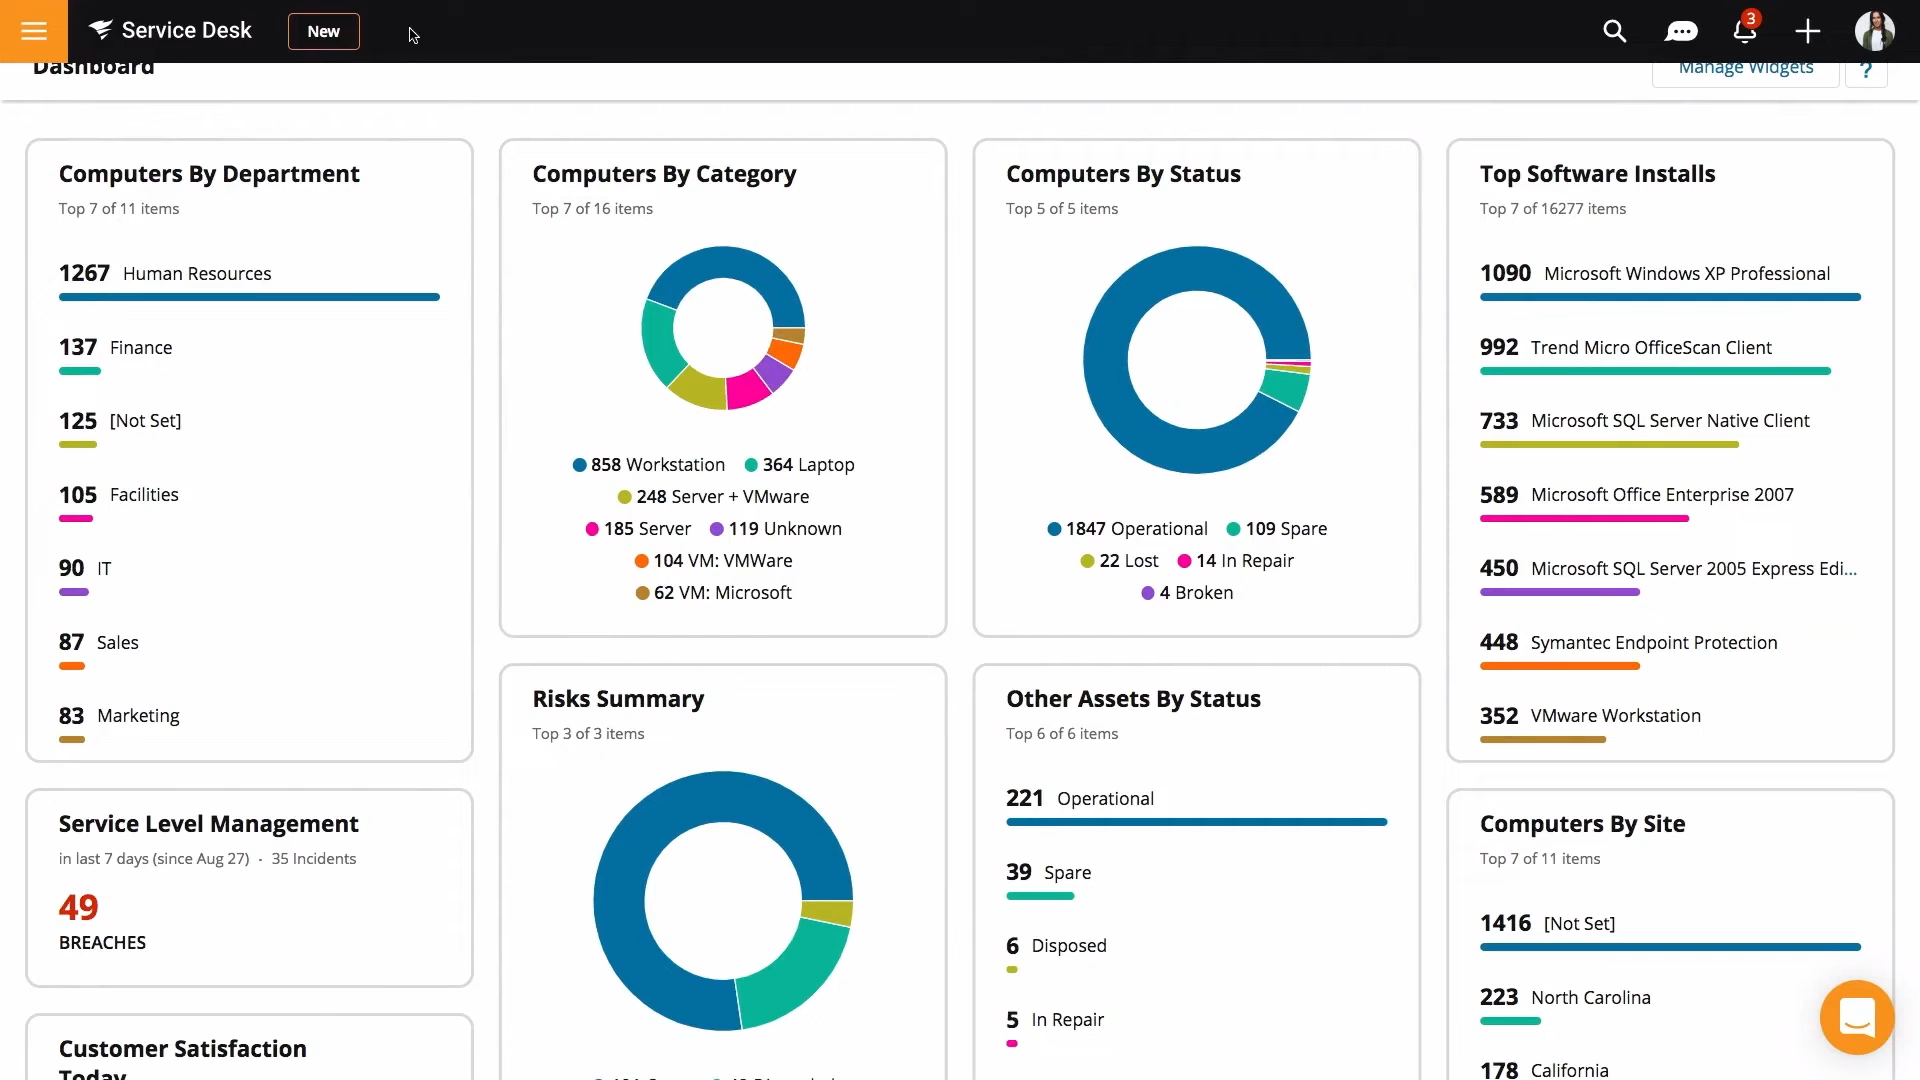 Service Desk
New
3
Dashboard
Manage Widgets
?
Computers By Department
Top 7 of 11 items
1267 Human Resources
137 Finance
125 [Not Set]
105 Facilities
90 IT
87 Sales
83 Marketing
Service Level Management
in last 7 days (since Aug 27) · 35 Incidents
49
BREACHES
Customer Satisfaction
Today
Computers By Category
Top 7 of 16 items
858 Workstation 364 Laptop
248 Server + VMware
185 Server 119 Unknown
104 VM: VMWare
62 VM: Microsoft
Risks Summary
Top 3 of 3 items
Computers By Status
Top 5 of 5 items
1847 Operational 109 Spare
22 Lost 14 In Repair
4 Broken
Other Assets By Status
Top 6 of 6 items
221 Operational
39 Spare
6 Disposed
5 In Repair
Top Software Installs
Top 7 of 16277 items
1090 Microsoft Windows XP Professional
992 Trend Micro OfficeScan Client
733 Microsoft SQL Server Native Client
589 Microsoft Office Enterprise 2007
450 Microsoft SQL Server 2005 Express Edi...
448 Symantec Endpoint Protection
352 VMware Workstation
Computers By Site
Top 7 of 11 items
1416 [Not Set]
223 North Carolina
178 California